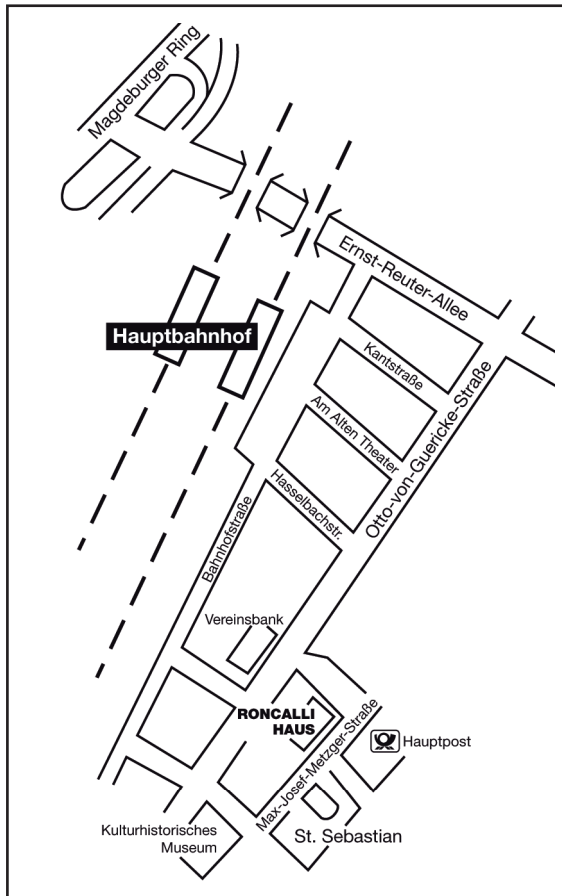 Magdeburger Ring
Ernst-Reuter-Allee
Hauptbahnhof
Kantstraße
Am Alten Theater
Otto-von-Guericke-Straße
Hasselbachstr.
Bahnhofstraße
Vereinsbank
RONCALLI
HAUS
Max-Josef-Metzger-Straße
Hauptpost
Kulturhistorisches
Museum
St. Sebastian